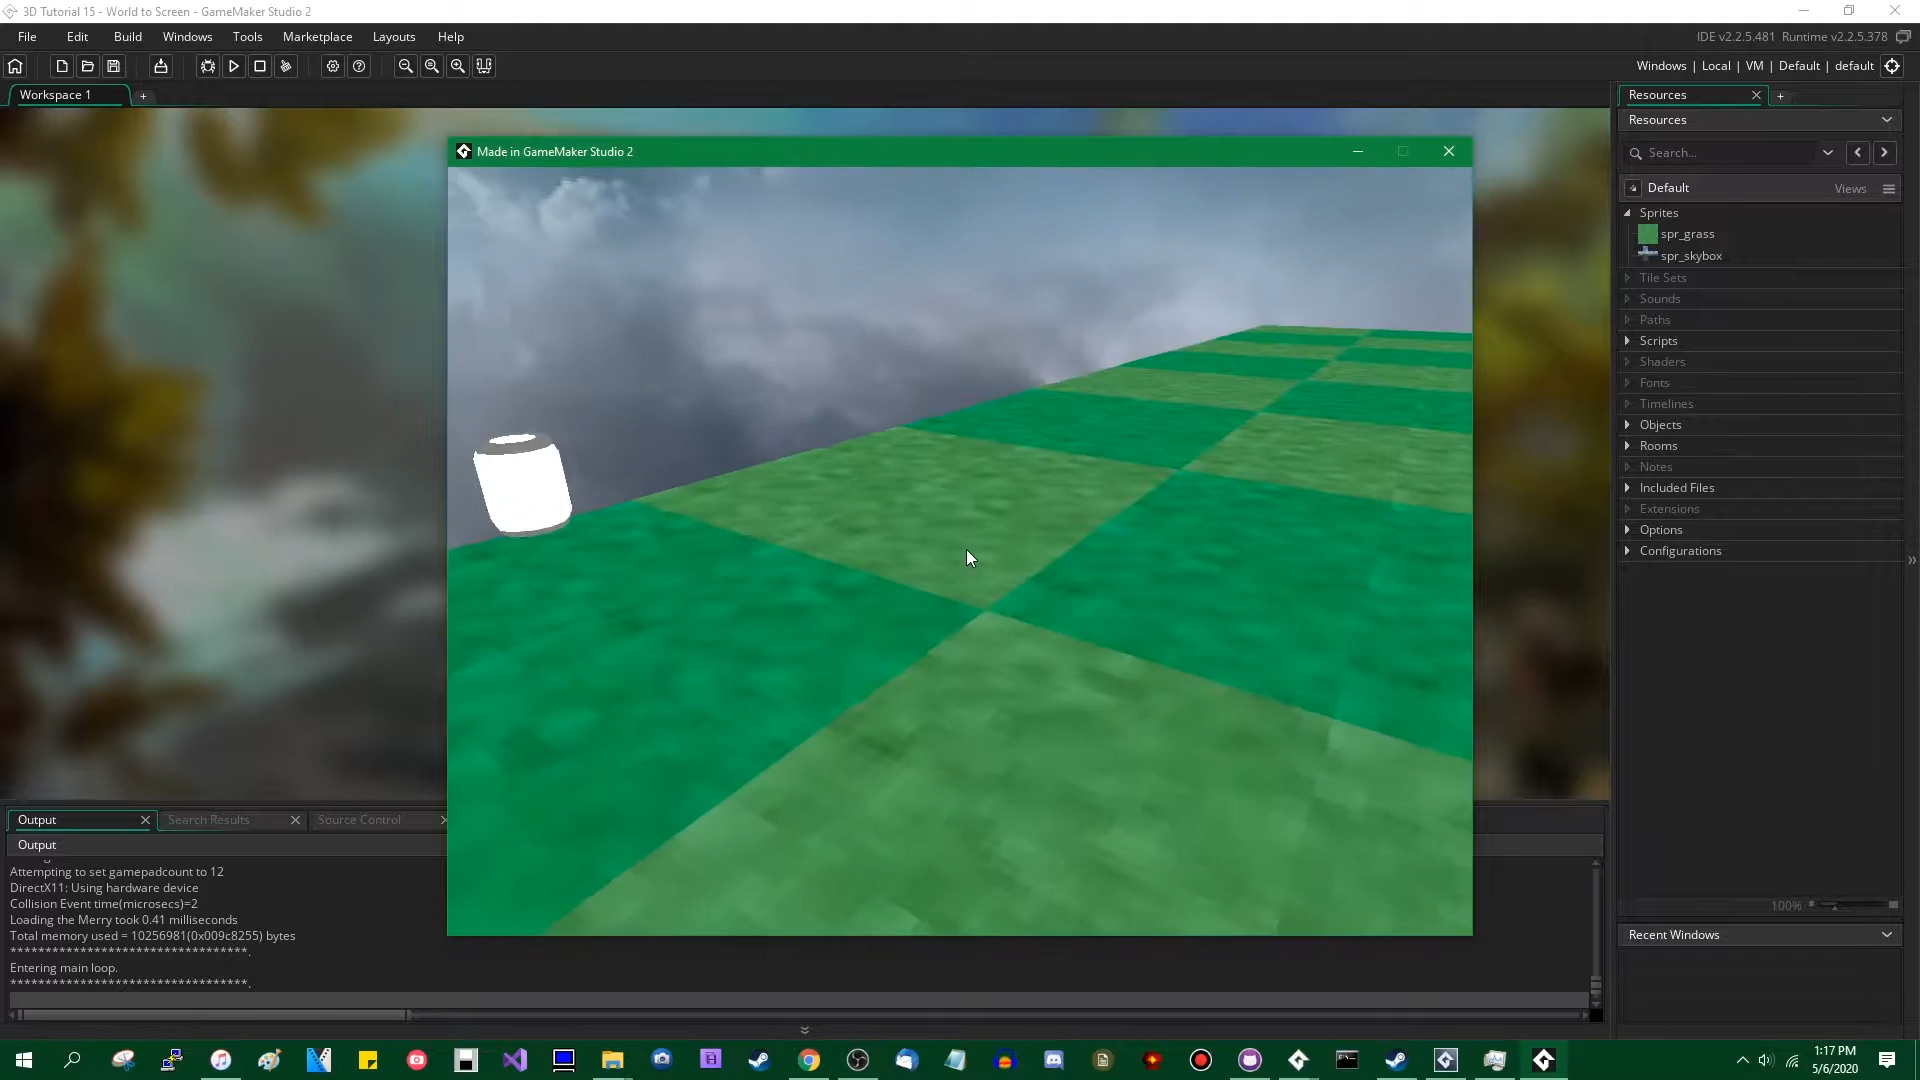 3D Tutorial 15 - World to Screen - GameMaker Studio 2
File Edit Build Windows Tools Marketplace Layouts Help
IDE v2.2.5.481 Runtime v2.2.5.378
Windows | Local | VM | Default | default
Workspace 1
Resources
Resources
Made in GameMaker Studio 2
Search...
Default Views
Sprites
spr_grass
spr_skybox
Tile Sets
Sounds
Paths
Scripts
Shaders
Fonts
Timelines
Objects
Rooms
Notes
Included Files
Extensions
Options
Configurations
100%
Recent Windows
Output Search Results Source Control
Output
Attempting to set gamepadcount to 12
DirectX11: Using hardware device
Collision Event time(microsecs)=2
Loading the Merry took 0.41 milliseconds
Total memory used = 10256981(0x009c8255) bytes
*********************************.
Entering main loop.
*********************************.
1:17 PM
5/6/2020